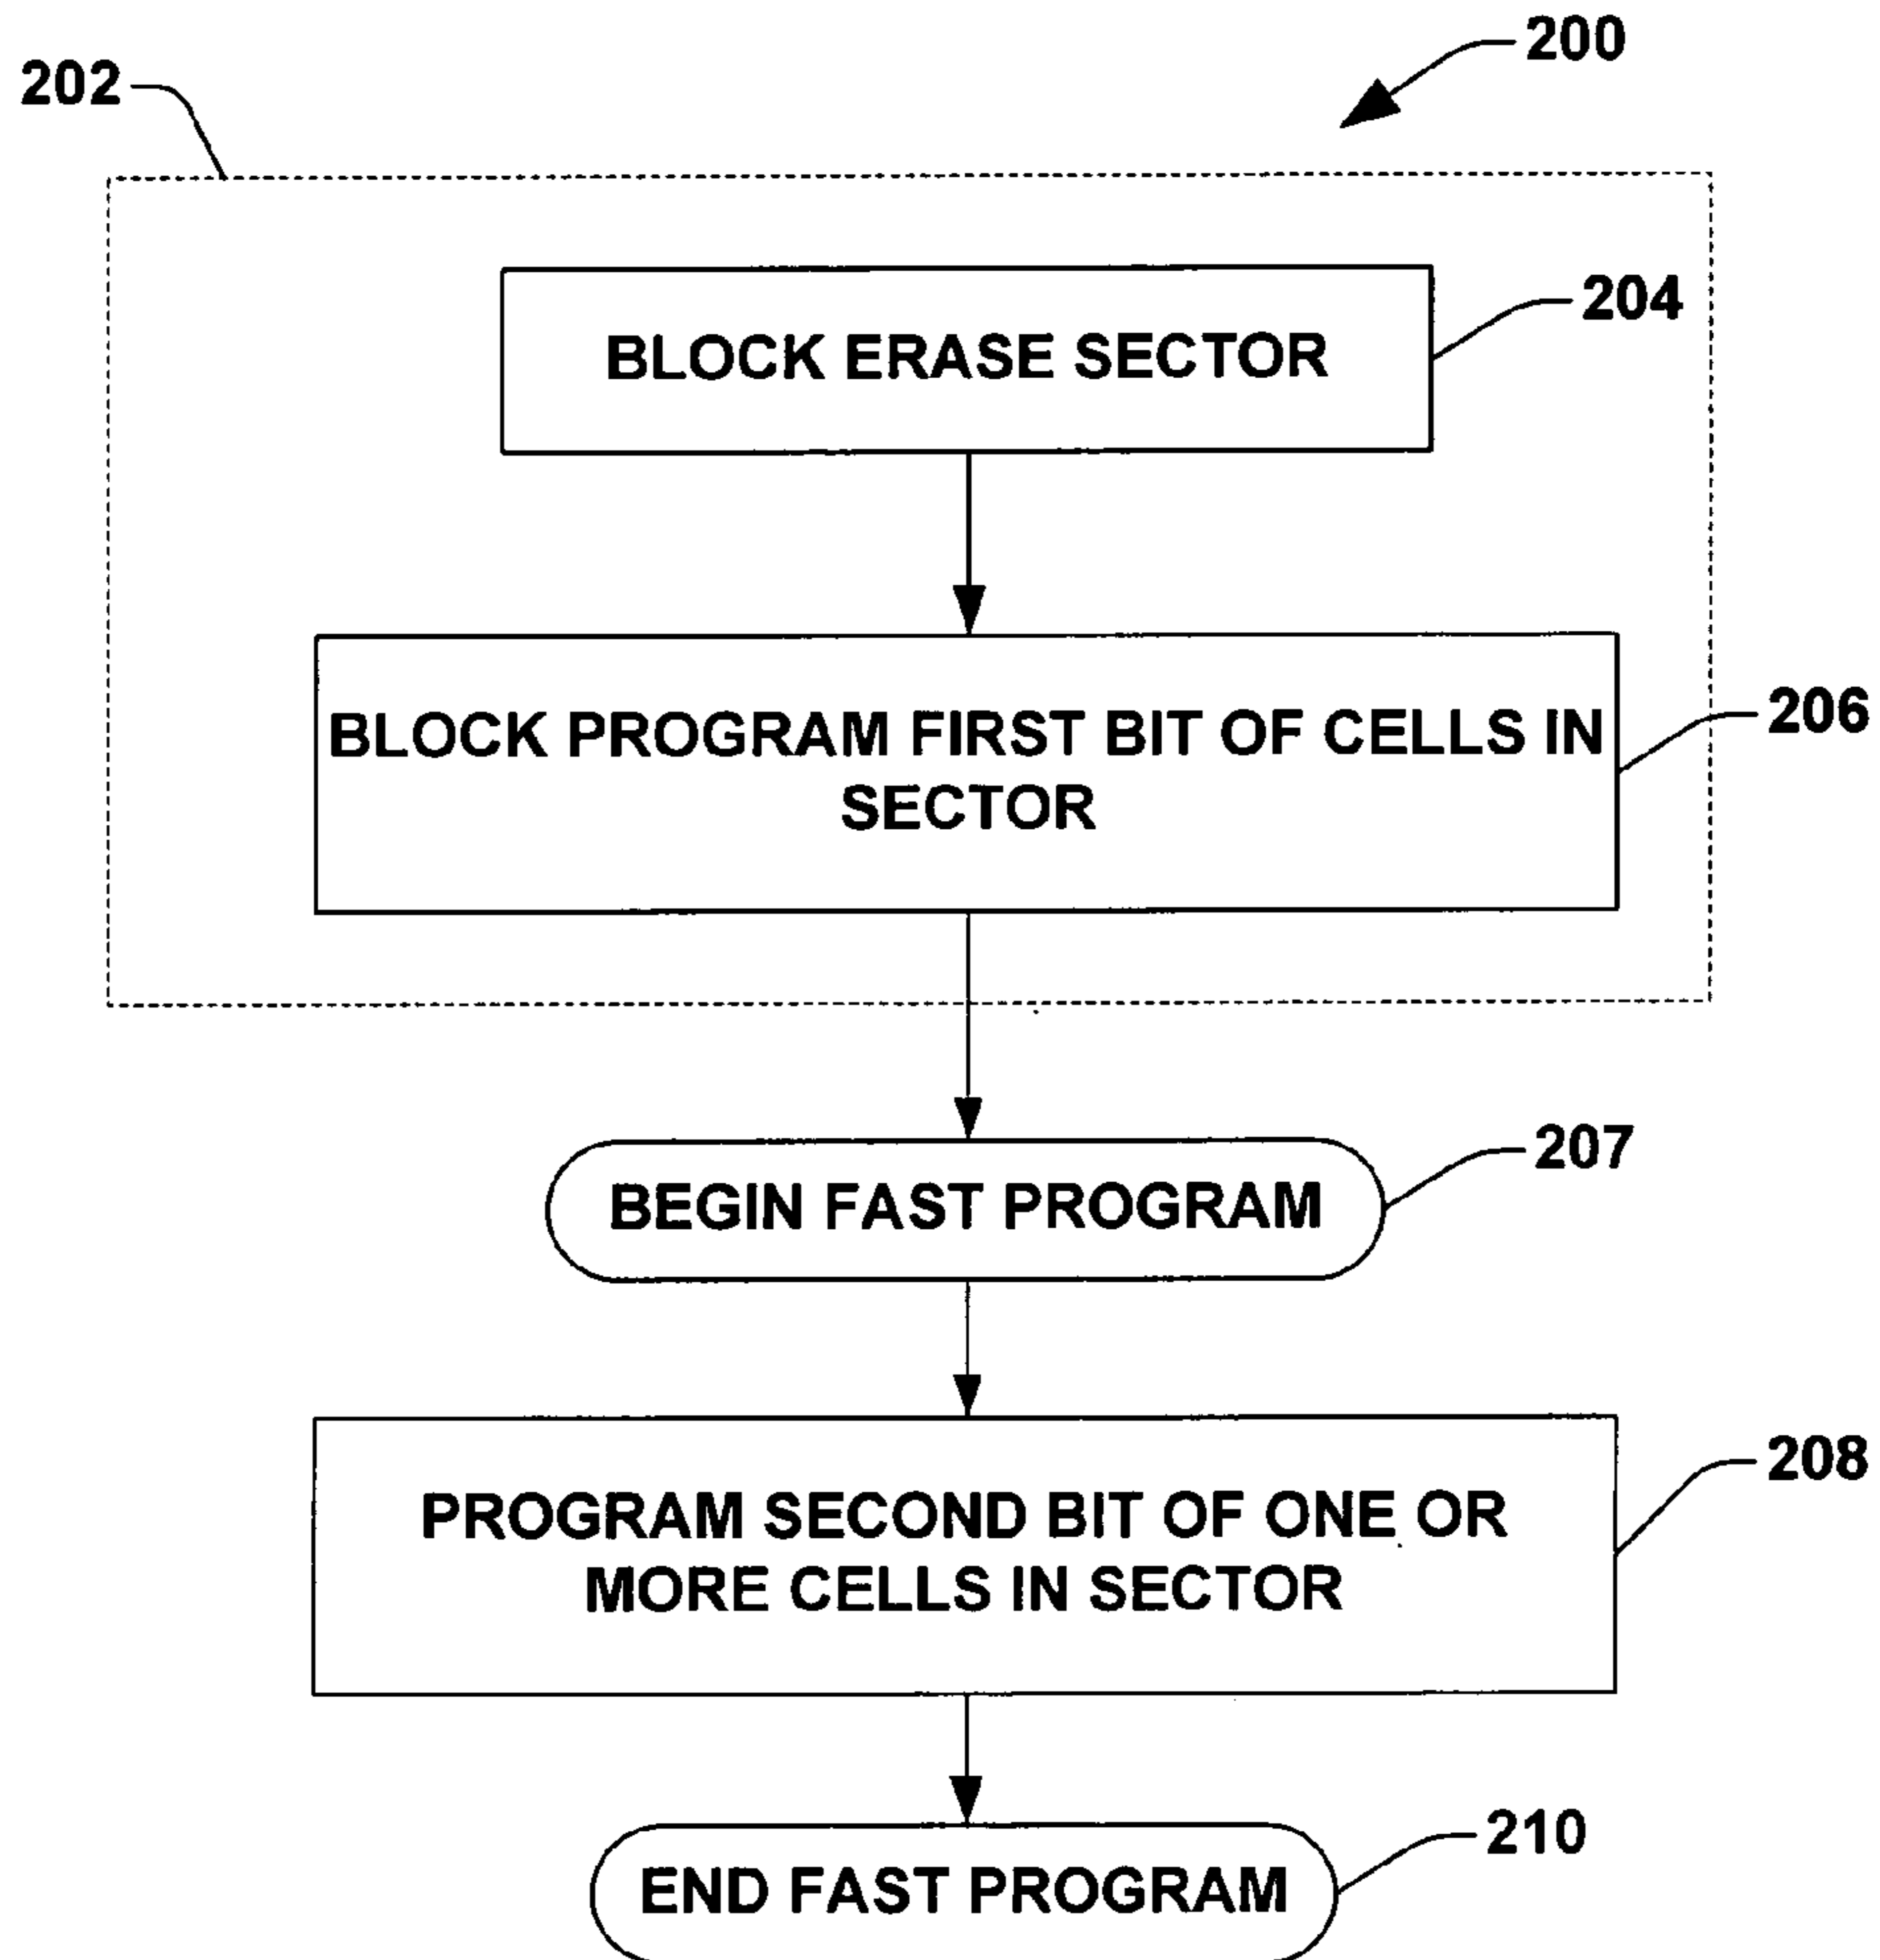 200
202
BLOCK ERASE SECTOR
204
BLOCK PROGRAM FIRST BIT OF CELLS IN
SECTOR
206
BEGIN FAST PROGRAM
207
PROGRAM SECOND BIT OF ONE OR
MORE CELLS IN SECTOR
208
END FAST PROGRAM
210